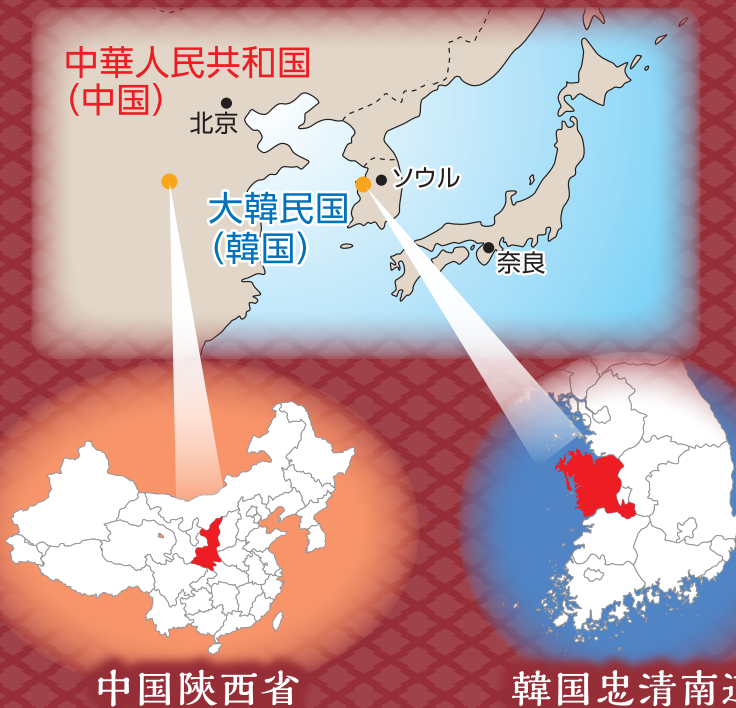 中華人民共和国
（中国）
北京
ソウル
大韓民国
（韓国）
奈良
中国陝西省
韓国忠清南道